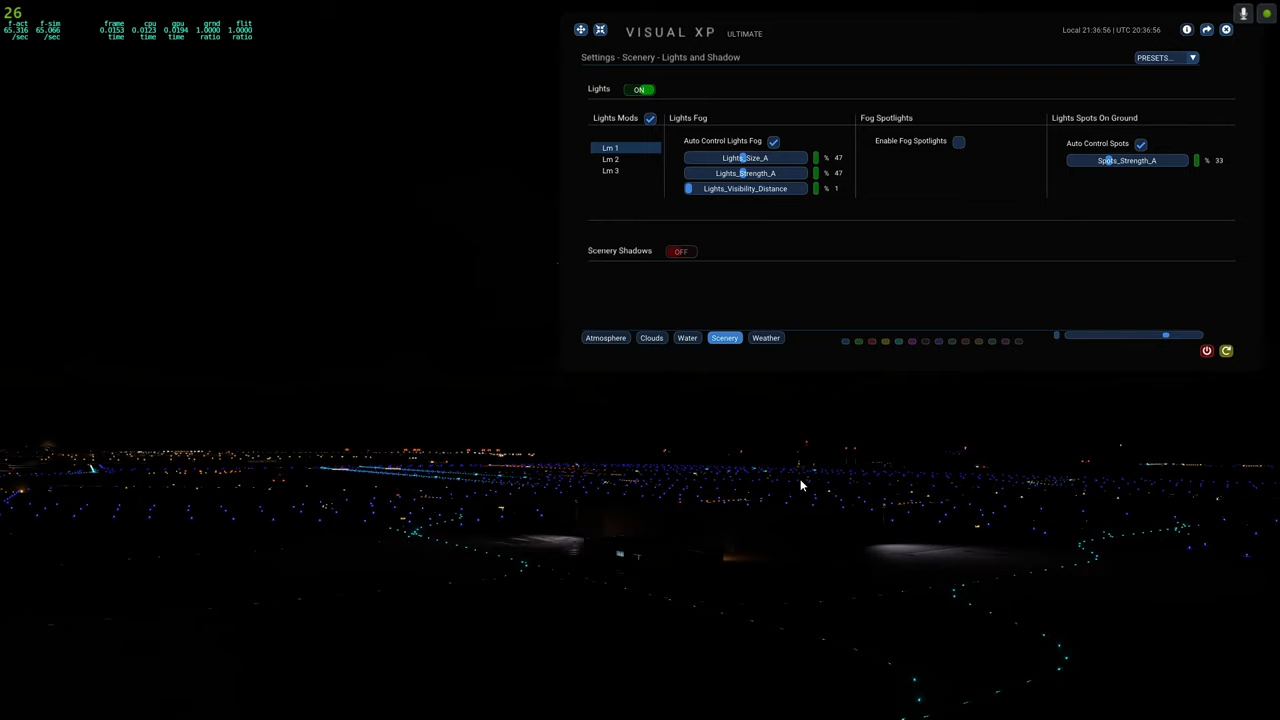 26
f-act f-sim frame cpu gpu grnd flit
65.316 65.066 0.0153 0.0123 0.0194 1.0000 1.0000
/sec /sec time time time ratio ratio
VISUAL XP ULTIMATE
Local 21:36:56 | UTC 20:36:56
Settings - Scenery - Lights and Shadow
PRESETS...
Lights ON
Lights Mods
Lm 1
Lm 2
Lm 3
Lights Fog
Auto Control Lights Fog
Lights_Size_A % 47
Lights_Strength_A % 47
Lights_Visibility_Distance % 1
Fog Spotlights
Enable Fog Spotlights
Lights Spots On Ground
Auto Control Spots
Spots_Strength_A % 33
Scenery Shadows OFF
Atmosphere Clouds Water Scenery Weather